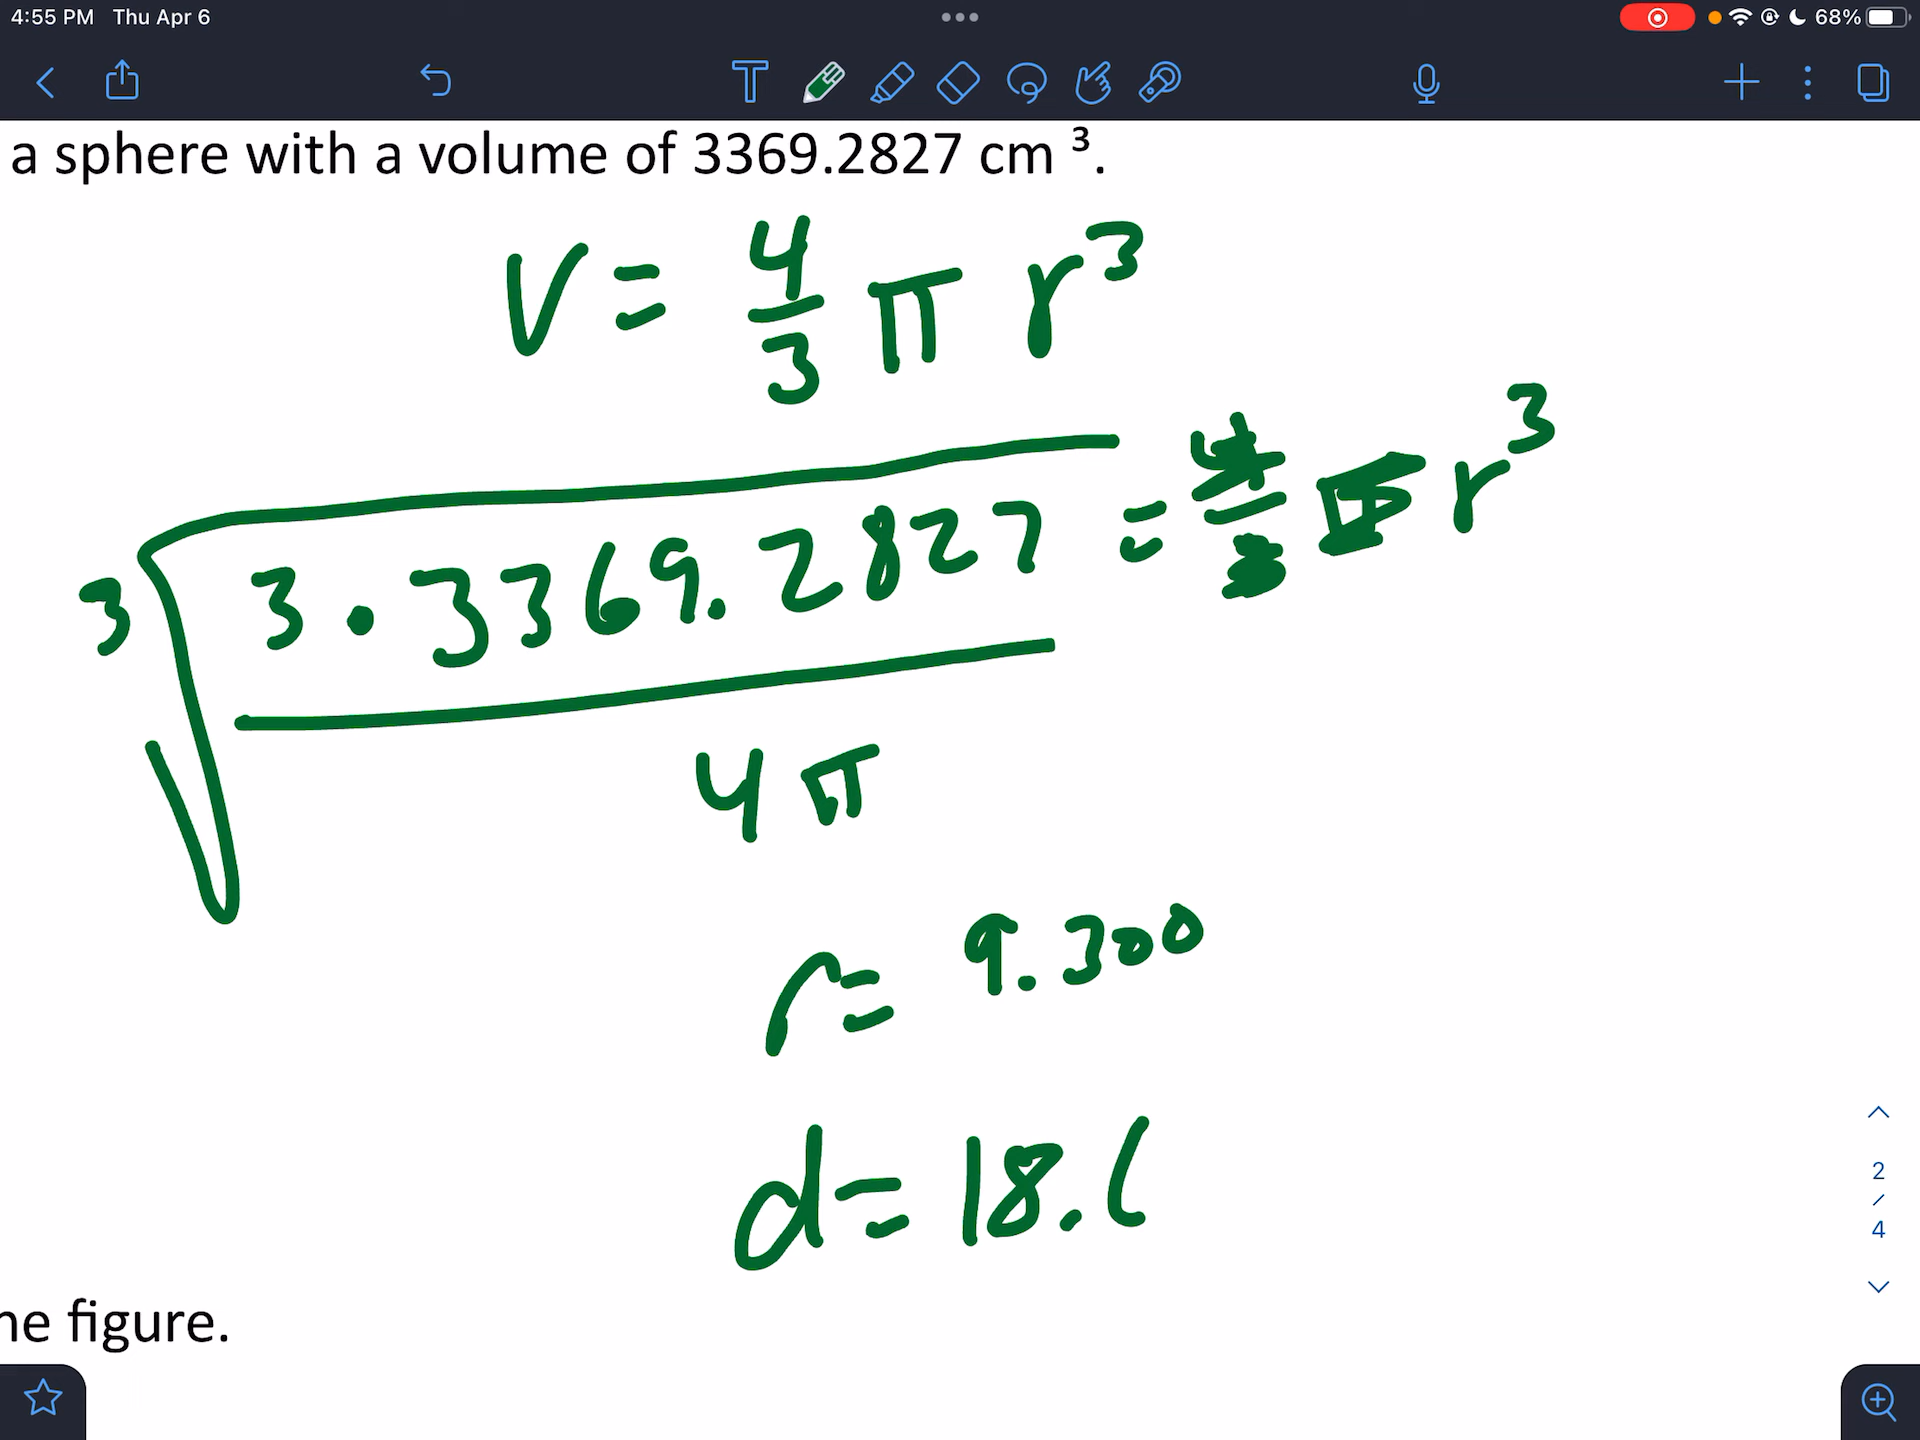 4:55 PM Thu Apr 6
68%
T
a sphere with a volume of 3369.2827 cm ³.
V = 4/3 π r³
∛(3 · 3369.2827 / 4π) = 4/3 π r³
r = 9.300
d = 18.(
he figure.
2
/
4